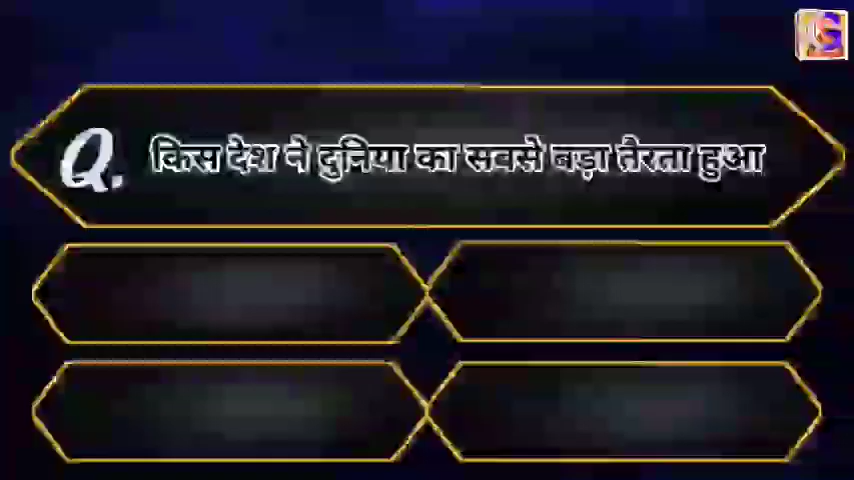 Q. किस देश ने दुनिया का सबसे बड़ा तैरता हुआ